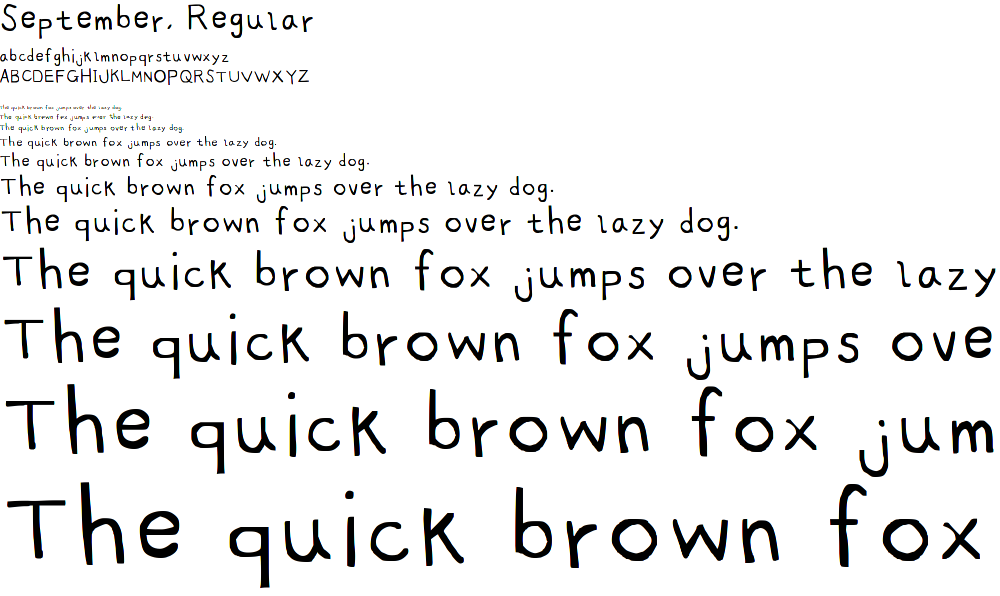 September, Regular
abcdefghijklmnopqrstuvwxyz
ABCDEFGHIJKLMNOPQRSTUVWXYZ
The quick brown fox jumps over the lazy dog.
The quick brown fox jumps over the lazy dog.
The quick brown fox jumps over the lazy dog.
The quick brown fox jumps over the lazy dog.
The quick brown fox jumps over the lazy dog.
The quick brown fox jumps over the lazy dog.
The quick brown fox jumps over the lazy dog.
The quick brown fox jumps over the lazy
The quick brown fox jumps ove
The quick brown fox jum
The quick brown fox